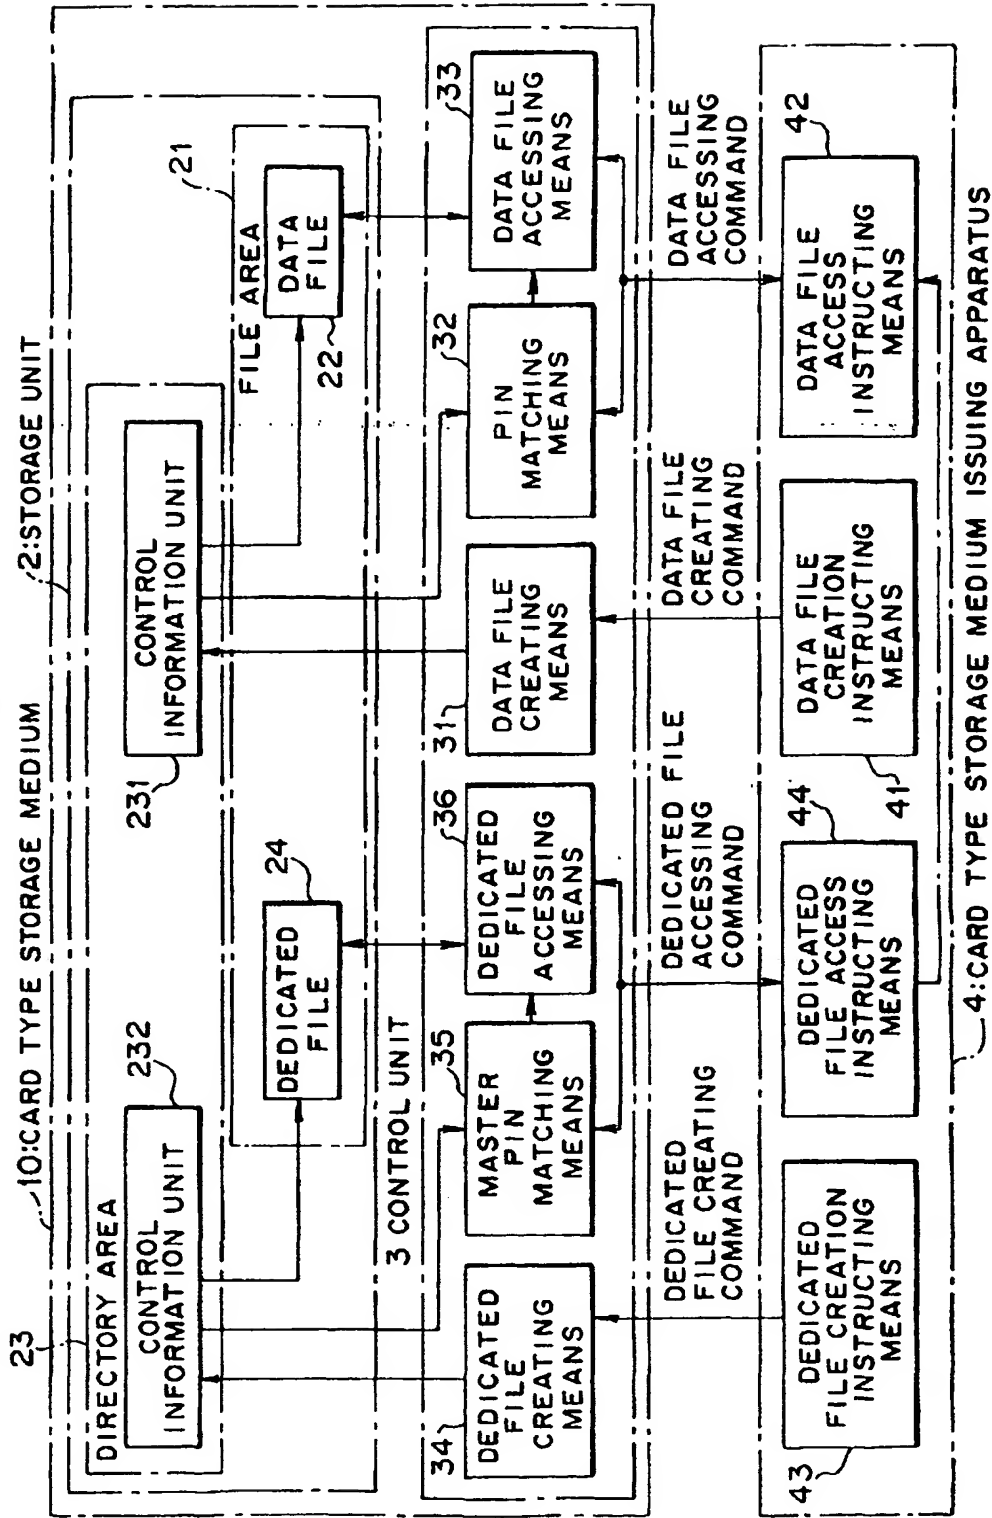 10:CARD TYPE STORAGE MEDIUM
2:STORAGE UNIT
23
DIRECTORY AREA
232
CONTROL
INFORMATION UNIT
231
CONTROL
INFORMATION UNIT
21
FILE AREA
24
DEDICATED
FILE
22
DATA
FILE
3 CONTROL UNIT
34
DEDICATED
FILE
CREATING
MEANS
35
MASTER
PIN
MATCHING
MEANS
36
DEDICATED
FILE
ACCESSING
MEANS
31
DATA FILE
CREATING
MEANS
32
PIN
MATCHING
MEANS
33
DATA FILE
ACCESSING
MEANS
DEDICATED
FILE CREATING
COMMAND
DEDICATED FILE
ACCESSING
COMMAND
DATA FILE
CREATING
COMMAND
DATA FILE
ACCESSING
COMMAND
43
DEDICATED
FILE CREATION
INSTRUCTING
MEANS
44
DEDICATED
FILE ACCESS
INSTRUCTING
MEANS
41
DATA FILE
CREATION
INSTRUCTING
MEANS
42
DATA FILE
ACCESS
INSTRUCTING
MEANS
4:CARD TYPE STORAGE MEDIUM ISSUING APPARATUS